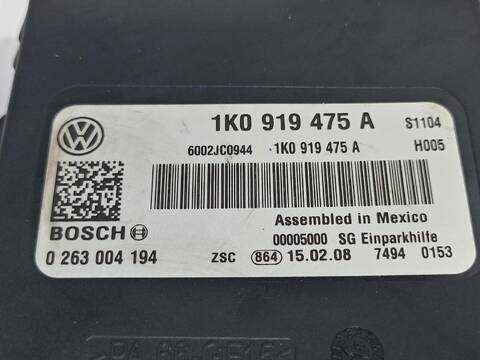 1K0 919 475 A S1104
6002JC0944 1K0 919 475 A H005
Assembled in Mexico
BOSCH 00005000 SG Einparkhilfe
0 263 004 194 ZSC 864 15.02.08 7494 0153